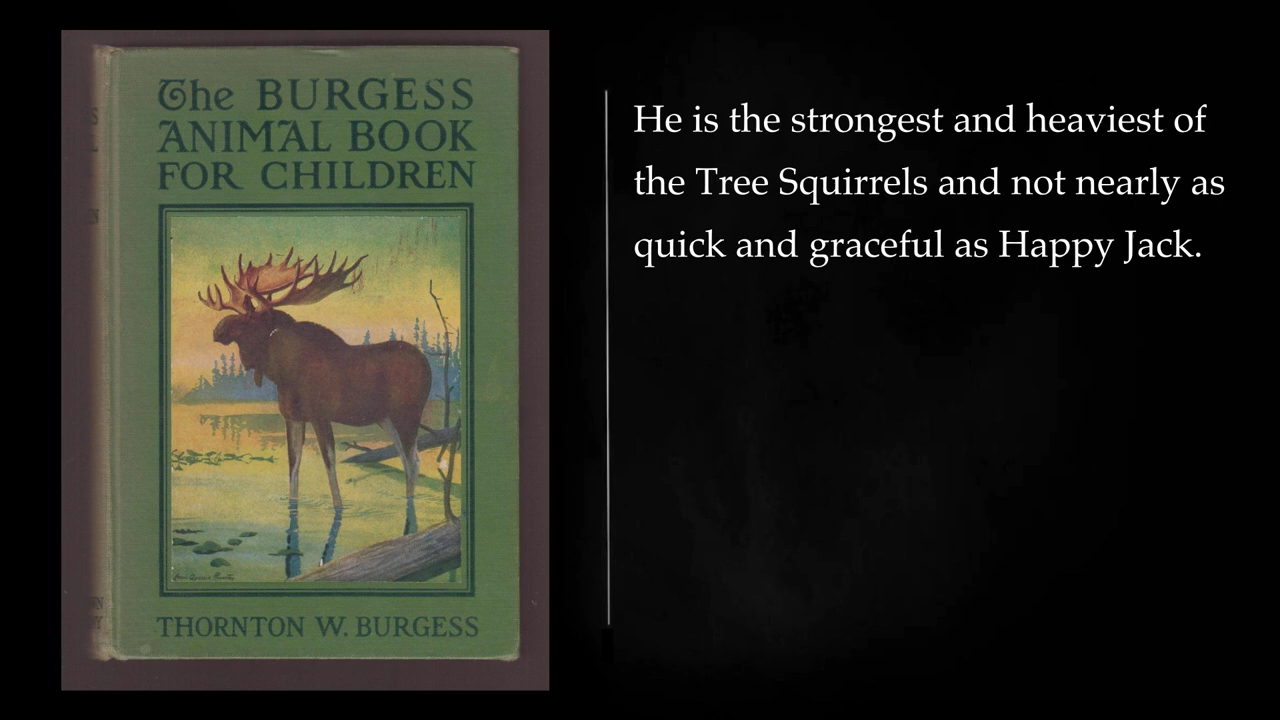 The BURGESS
ANIMAL BOOK
FOR CHILDREN
THORNTON W. BURGESS
He is the strongest and heaviest of
the Tree Squirrels and not nearly as
quick and graceful as Happy Jack.